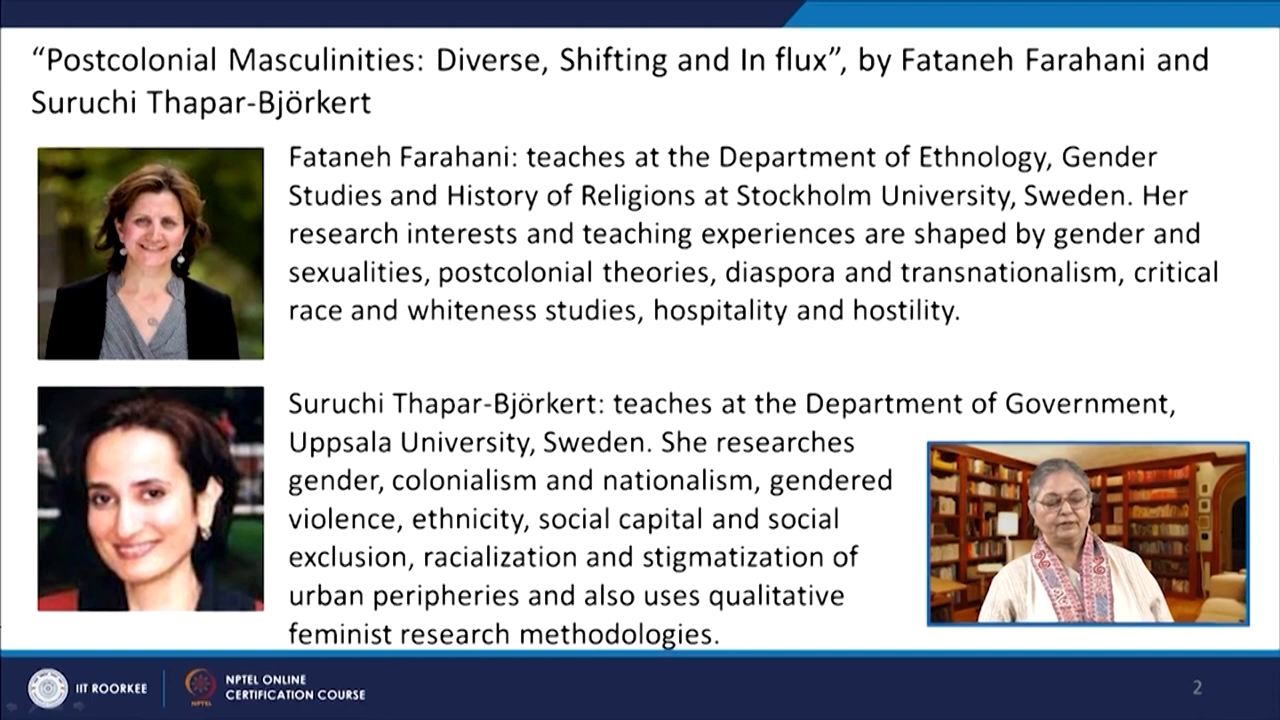 “Postcolonial Masculinities: Diverse, Shifting and In flux”, by Fataneh Farahani and
Suruchi Thapar-Björkert
Fataneh Farahani: teaches at the Department of Ethnology, Gender
Studies and History of Religions at Stockholm University, Sweden. Her
research interests and teaching experiences are shaped by gender and
sexualities, postcolonial theories, diaspora and transnationalism, critical
race and whiteness studies, hospitality and hostility.
Suruchi Thapar-Björkert: teaches at the Department of Government,
Uppsala University, Sweden. She researches
gender, colonialism and nationalism, gendered
violence, ethnicity, social capital and social
exclusion, racialization and stigmatization of
urban peripheries and also uses qualitative
feminist research methodologies.
IIT ROORKEE
NPTEL
NPTEL ONLINE
CERTIFICATION COURSE
2